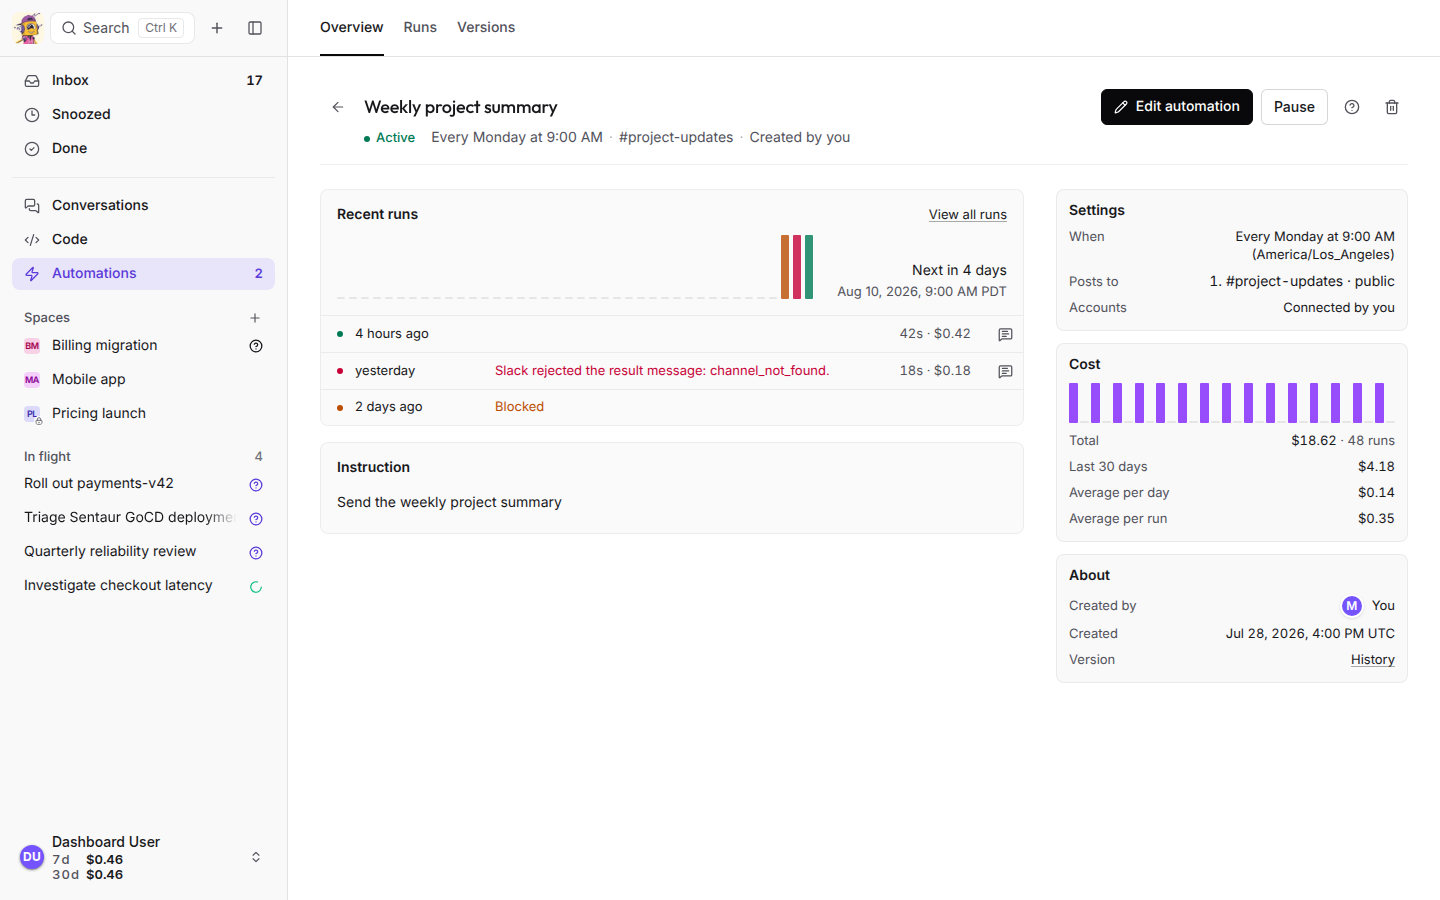 Search Ctrl K
Overview Runs Versions
Inbox 17
Snoozed
Done
Conversations
Code
Automations 2
Spaces
BM Billing migration
MA Mobile app
PL Pricing launch
In flight 4
Roll out payments-v42
Triage Sentaur GoCD deployme
Quarterly reliability review
Investigate checkout latency
DU Dashboard User
7d $0.46
30d $0.46
Weekly project summary
Edit automation Pause
Active Every Monday at 9:00 AM · #project-updates · Created by you
Recent runs View all runs
Next in 4 days
Aug 10, 2026, 9:00 AM PDT
4 hours ago 42s · $0.42
yesterday Slack rejected the result message: channel_not_found. 18s · $0.18
2 days ago Blocked
Instruction
Send the weekly project summary
Settings
When Every Monday at 9:00 AM
(America/Los_Angeles)
Posts to 1. #project-updates · public
Accounts Connected by you
Cost
Total $18.62 · 48 runs
Last 30 days $4.18
Average per day $0.14
Average per run $0.35
About
Created by M You
Created Jul 28, 2026, 4:00 PM UTC
Version History